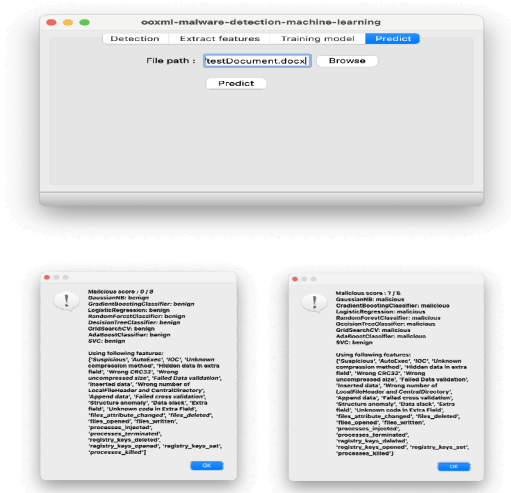 ooxml-malware-detection-machine-learning
Detection Extract features Training model Predict
File path : 'testDocument.docx Browse
Predict
Malicious score : 0 / 8
GaussianNB: benign
GradientBoostingClassifier: benign
LogisticRegression: benign
RandomForestClassifier: benign
DecisionTreeClassifier: benign
GridSearchCV: benign
AdaBoostClassifier: benign
SVC: benign
Using following features:
['Suspicious', 'AutoExec', 'IOC', 'Unknown
compression method', 'Hidden data in extra
field', 'Wrong CRC32', 'Wrong
uncompressed size', 'Failed Data validation',
'Inserted data', 'Wrong number of
LocalFileHeader and CentralDirectory',
'Append data', 'Failed cross validation',
'Structure anomaly', 'Data slack', 'Extra
field', 'Unknown code in Extra Field',
'files_attribute_changed', 'files_deleted',
'files_opened', 'files_written',
'processes_injected',
'processes_terminated',
'registry_keys_deleted',
'registry_keys_opened', 'registry_keys_set',
'processes_killed']
OK
Malicious score : 7 / 8
GaussianNB: malicious
GradientBoostingClassifier: malicious
LogisticRegression: malicious
RandomForestClassifier: malicious
DecisionTreeClassifier: malicious
GridSearchCV: malicious
AdaBoostClassifier: malicious
SVC: benign
Using following features:
['Suspicious', 'AutoExec', 'IOC', 'Unknown
compression method', 'Hidden data in extra
field', 'Wrong CRC32', 'Wrong
uncompressed size', 'Failed Data validation',
'Inserted data', 'Wrong number of
LocalFileHeader and CentralDirectory',
'Append data', 'Failed cross validation',
'Structure anomaly', 'Data slack', 'Extra
field', 'Unknown code in Extra Field',
'files_attribute_changed', 'files_deleted',
'files_opened', 'files_written',
'processes_injected',
'processes_terminated',
'registry_keys_deleted',
'registry_keys_opened', 'registry_keys_set',
'processes_killed']
OK